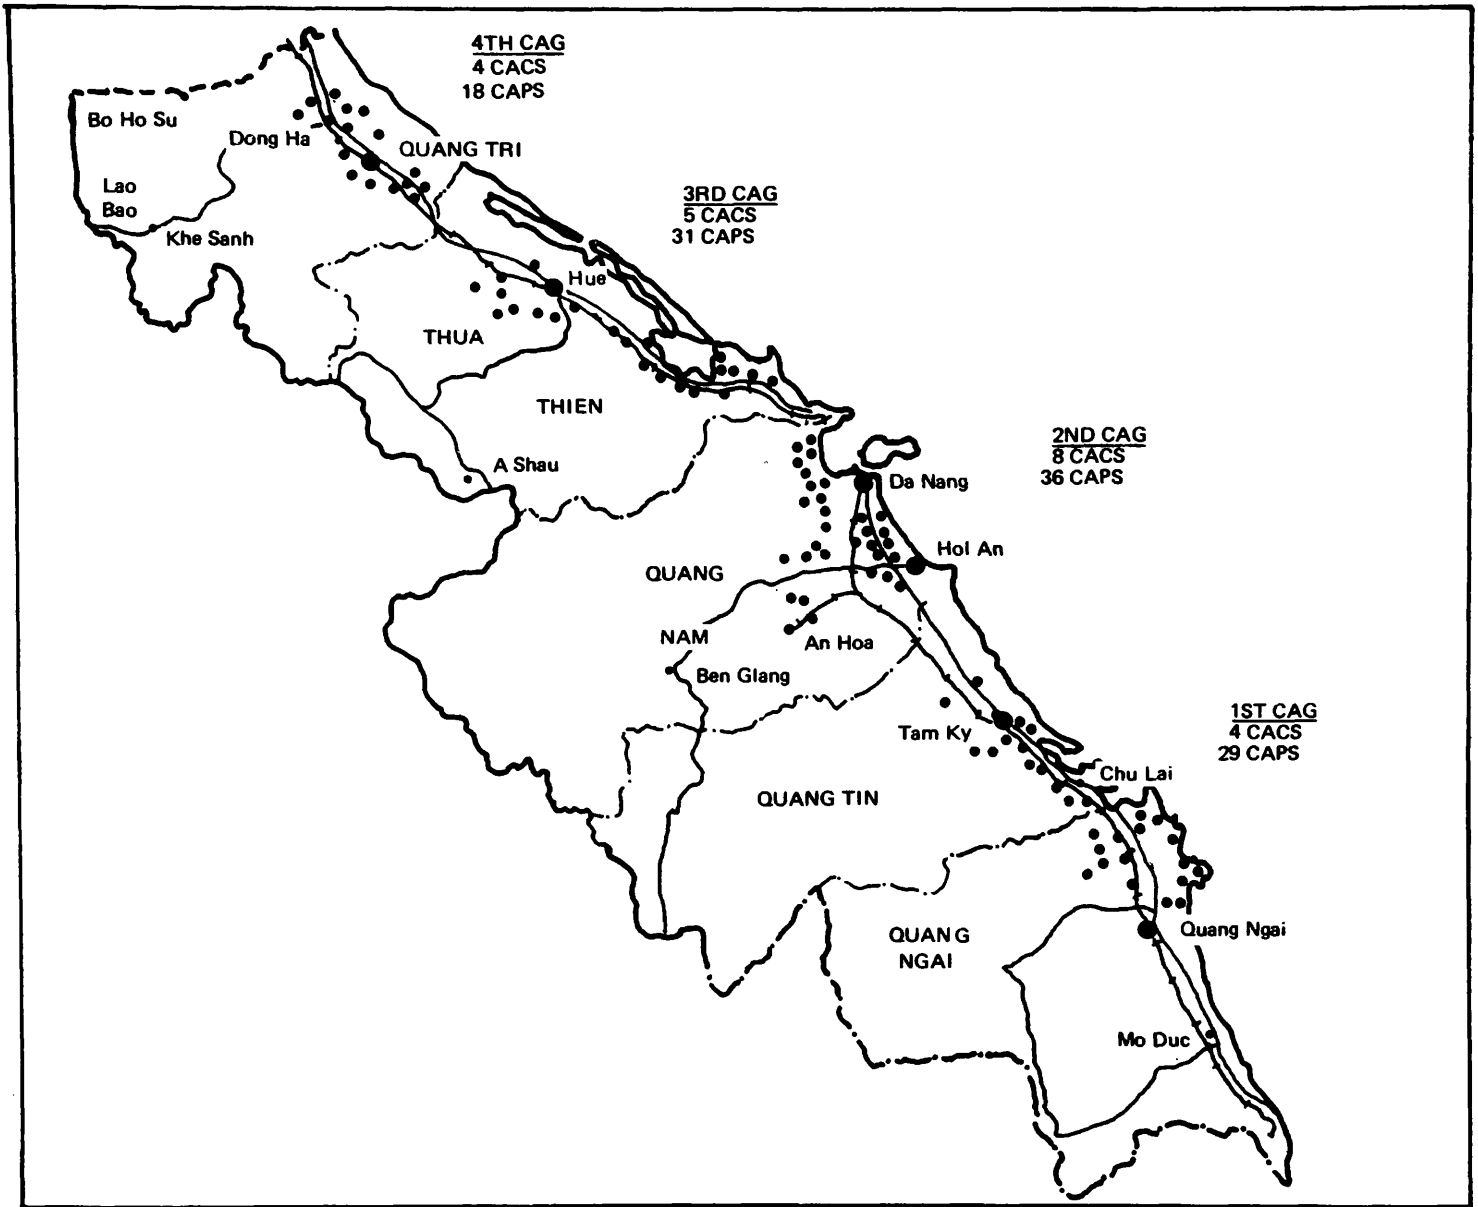 4TH CAG
4 CACS
18 CAPS
Bo Ho Su
Dong Ha
QUANG TRI
Lao
Bao
Khe Sanh
3RD CAG
5 CACS
31 CAPS
Hue
THUA
THIEN
A Shau
2ND CAG
8 CACS
36 CAPS
Da Nang
HoI An
QUANG
NAM
An Hoa
Ben GIang
1ST CAG
4 CACS
29 CAPS
Tam Ky
Chu Lai
QUANG TIN
QUANG
NGAI
Quang Ngai
Mo Duc